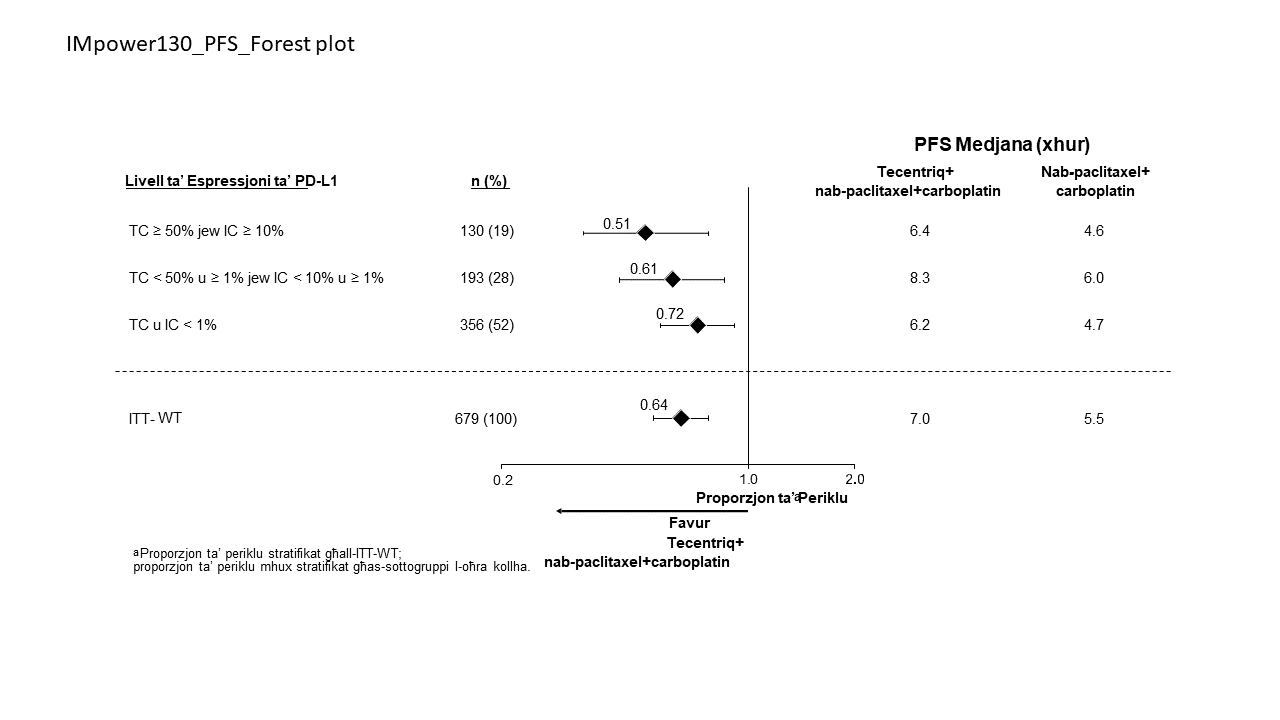 IMpower130_PFS_Forest plot
PFS Medjana (xhur)
Livell ta’ Espressjoni ta’ PD-L1 n (%) Tecentriq+ nab-paclitaxel+carboplatin Nab-paclitaxel+ carboplatin
TC ≥ 50% jew IC ≥ 10% 130 (19) 0.51 6.4 4.6
TC < 50% u ≥ 1% jew IC < 10% u ≥ 1% 193 (28) 0.61 8.3 6.0
TC u IC < 1% 356 (52) 0.72 6.2 4.7
ITT- WT 679 (100) 0.64 7.0 5.5
0.2 1.0 2.0
Proporzjon ta’ Periklu a
Favur
Tecentriq+
nab-paclitaxel+carboplatin
a Proporzjon ta’ periklu stratifikat għall-ITT-WT;
proporzjon ta’ periklu mhux stratifikat għas-sottogruppi l-oħra kollha.